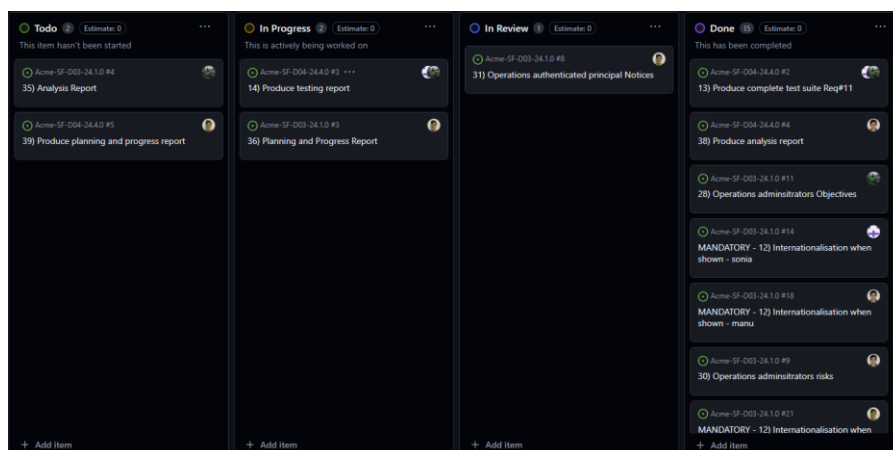 Todo 2 Estimate: 0 ...
This item hasn't been started
Acme-SF-D03-24.1.0 #4
35) Analysis Report
Acme-SF-D04-24.4.0 #5
39) Produce planning and progress report
+ Add item
In Progress 2 Estimate: 0 ...
This is actively being worked on
Acme-SF-D04-24.4.0 #3 ...
14) Produce testing report
Acme-SF-D03-24.1.0 #3
36) Planning and Progress Report
+ Add item
In Review 1 Estimate: 0 ...
Acme-SF-D03-24.1.0 #8
31) Operations authenticated principal Notices
+ Add item
Done 15 Estimate: 0 ...
This has been completed
Acme-SF-D04-24.4.0 #2
13) Produce complete test suite Req#11
Acme-SF-D04-24.4.0 #4
38) Produce analysis report
Acme-SF-D03-24.1.0 #11
28) Operations adminsitrators Objectives
Acme-SF-D03-24.1.0 #14
MANDATORY - 12) Internationalisation when
shown - sonia
Acme-SF-D03-24.1.0 #18
MANDATORY - 12) Internationalisation when
shown - manu
Acme-SF-D03-24.1.0 #9
30) Operations adminsitrators risks
Acme-SF-D03-24.1.0 #21
MANDATORY - 12) Internationalisation when
+ Add item